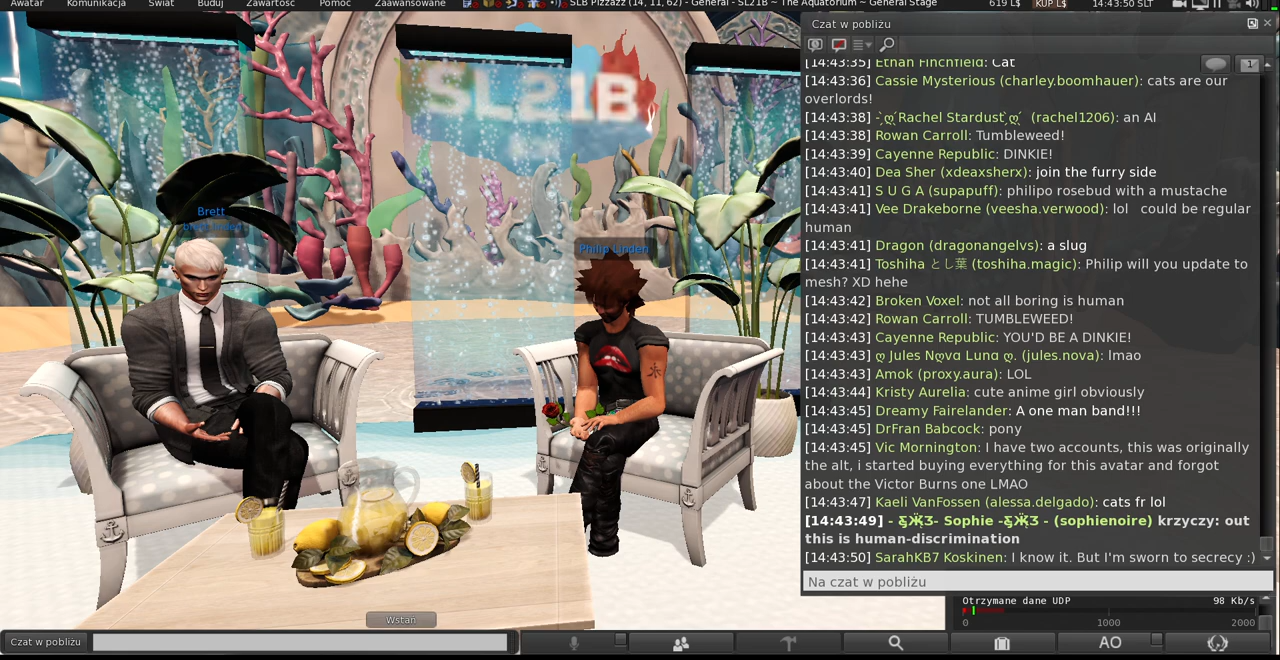 Awatar Komunikacja Świat Buduj Zawartość Pomoc Zaawansowane
SLB Pizzazz (14, 11, 62) - General - SL21B ~ The Aquatorium ~ General Stage
619 L$ KUP L$ 14:43:50 SLT
SL21B
Brett
Philip Linden
Czat w pobliżu
1
[14:43:35] Ethan Finchfield: Cat
[14:43:36] Cassie Mysterious (charley.boomhauer): cats are our
overlords!
[14:43:38] Rachel Stardust (rachel1206): an AI
[14:43:38] Rowan Carroll: Tumbleweed!
[14:43:39] Cayenne Republic: DINKIE!
[14:43:40] Dea Sher (xdeaxsherx): join the furry side
[14:43:41] S U G A (supapuff): philipo rosebud with a mustache
[14:43:41] Vee Drakeborne (veesha.verwood): lol could be regular
human
[14:43:41] Dragon (dragonangelvs): a slug
[14:43:41] Toshiha とし葉 (toshiha.magic): Philip will you update to
mesh? XD hehe
[14:43:42] Broken Voxel: not all boring is human
[14:43:42] Rowan Carroll: TUMBLEWEED!
[14:43:43] Cayenne Republic: YOU'D BE A DINKIE!
[14:43:43] ღ Jules Nღvα Lunα ღ. (jules.nova): lmao
[14:43:43] Amok (proxy.aura): LOL
[14:43:44] Kristy Aurelia: cute anime girl obviously
[14:43:45] Dreamy Fairelander: A one man band!!!
[14:43:45] DrFran Babcock: pony
[14:43:45] Vic Mornington: I have two accounts, this was originally
the alt, i started buying everything for this avatar and forgot
about the Victor Burns one LMAO
[14:43:47] Kaeli VanFossen (alessa.delgado): cats fr lol
[14:43:49] - Sophie - (sophienoire) krzyczy: out
this is human-discrimination
[14:43:50] SarahKB7 Koskinen: I know it. But I'm sworn to secrecy :)
Na czat w pobliżu
Otrzymane dane UDP 98 Kb/s
0 1000 2000
Wstań
Czat w pobliżu
AO